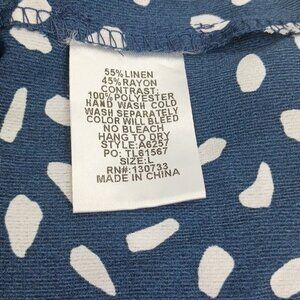 55%LINEN
45%RAYON
CONTRAST:
100%POLYESTER
HAND WASH COLD
WASH SEPARATELY
COLOR WILL BLEED
NO BLEACH
HANG TO DRY
STYLE:A6257
PO: TL61567
SIZE:L
RN#:130733
MADE IN CHINA